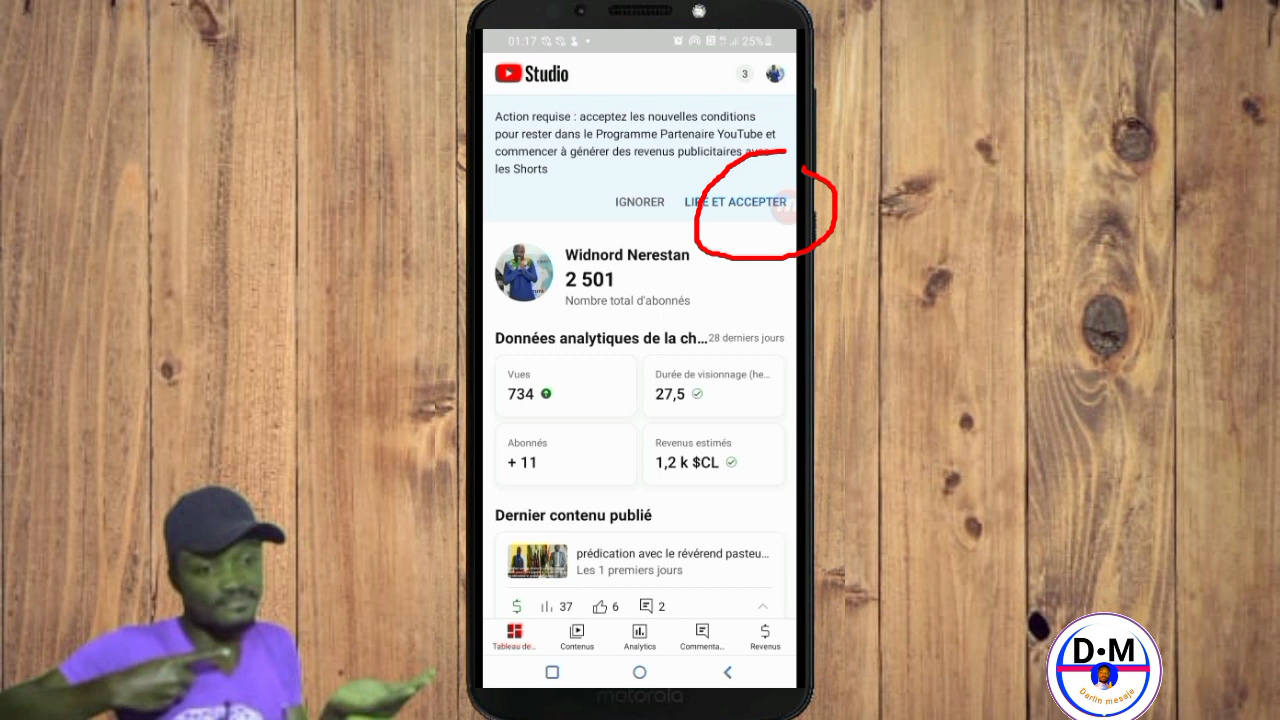 01:17
25%
Studio
3
Action requise : acceptez les nouvelles conditions
pour rester dans le Programme Partenaire YouTube et
commencer à générer des revenus publicitaires avec
les Shorts
IGNORER LIRE ET ACCEPTER
Widnord Nerestan
2 501
Nombre total d'abonnés
Données analytiques de la ch... 28 derniers jours
Vues
734
Durée de visionnage (he...
27,5
Abonnés
+ 11
Revenus estimés
1,2 k $CL
Dernier contenu publié
prédication avec le révérend pasteu...
Les 1 premiers jours
$ 37 6 2
Tableau de... Contenus Analytics Commenta... Revenus
motorola
D•M
Darlin mesaje